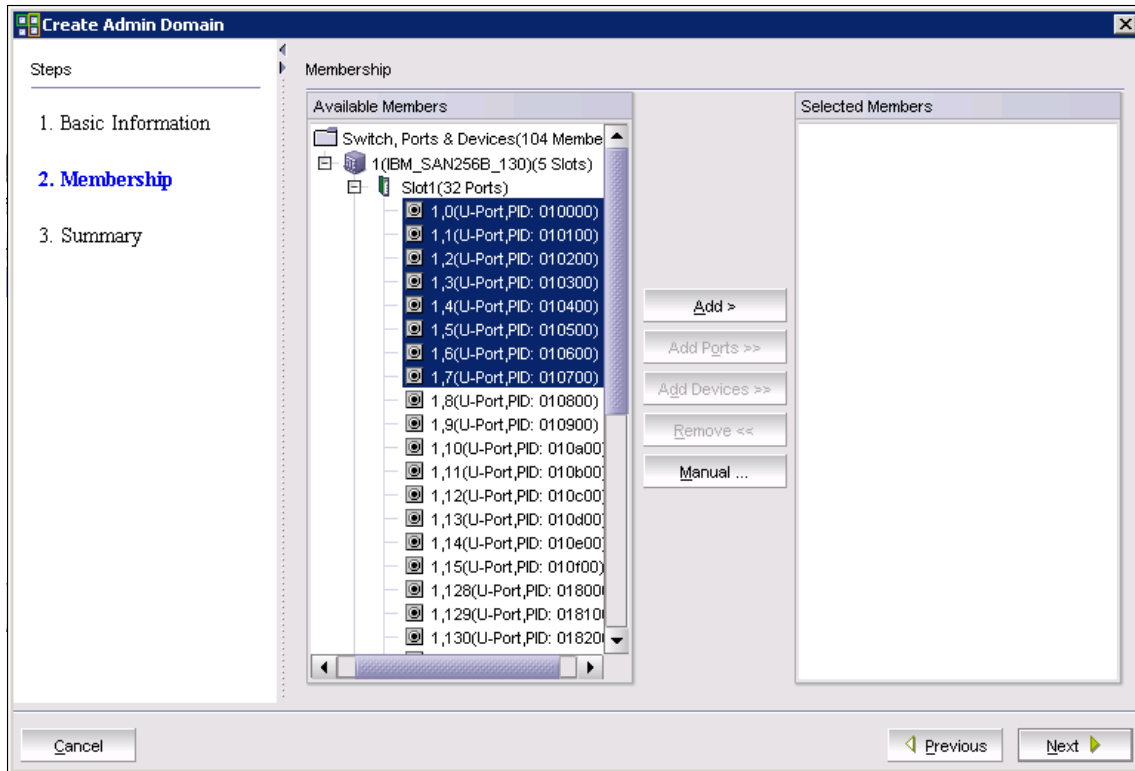 Create Admin Domain
Steps
1. Basic Information
2. Membership
3. Summary
Membership
Available Members
Switch, Ports & Devices(104 Membe
1(IBM_SAN256B_130)(5 Slots)
Slot1(32 Ports)
1,0(U-Port,PID: 010000)
1,1(U-Port,PID: 010100)
1,2(U-Port,PID: 010200)
1,3(U-Port,PID: 010300)
1,4(U-Port,PID: 010400)
1,5(U-Port,PID: 010500)
1,6(U-Port,PID: 010600)
1,7(U-Port,PID: 010700)
1,8(U-Port,PID: 010800)
1,9(U-Port,PID: 010900)
1,10(U-Port,PID: 010a00)
1,11(U-Port,PID: 010b00)
1,12(U-Port,PID: 010c00)
1,13(U-Port,PID: 010d00)
1,14(U-Port,PID: 010e00)
1,15(U-Port,PID: 010f00)
1,128(U-Port,PID: 01800
1,129(U-Port,PID: 01810
1,130(U-Port,PID: 01820
Add >
Add Ports >>
Add Devices >>
Remove <<
Manual ...
Selected Members
Cancel
Previous
Next